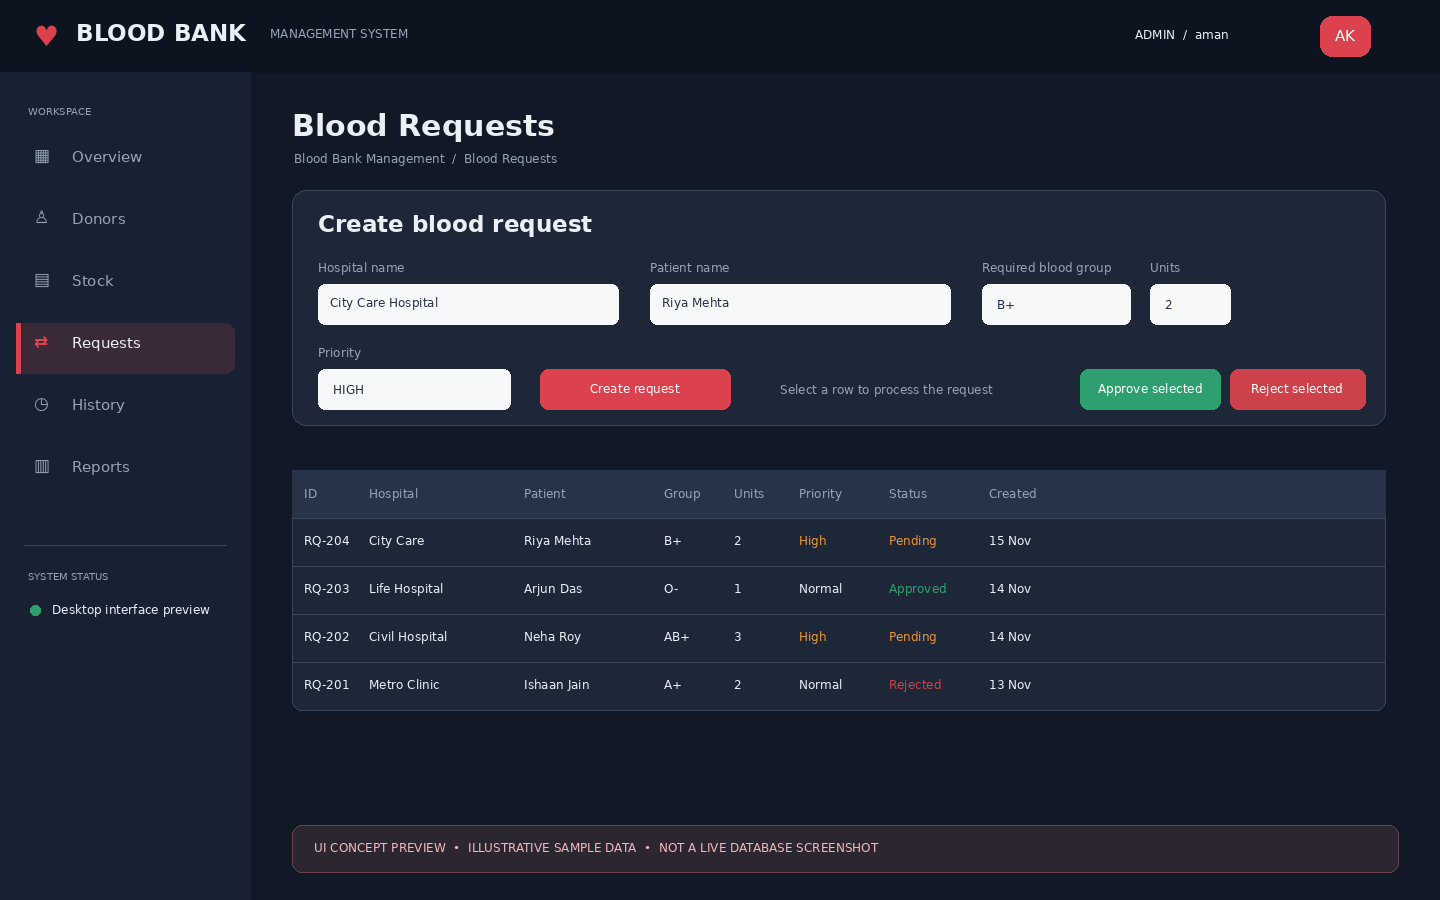 BLOOD BANK MANAGEMENT SYSTEM ADMIN / aman AK
WORKSPACE
Overview
Donors
Stock
Requests
History
Reports
SYSTEM STATUS
Desktop interface preview
Blood Requests
Blood Bank Management / Blood Requests
Create blood request
Hospital name Patient name Required blood group Units
City Care Hospital Riya Mehta B+ 2
Priority
HIGH Create request Select a row to process the request Approve selected Reject selected
ID Hospital Patient Group Units Priority Status Created
RQ-204 City Care Riya Mehta B+ 2 High Pending 15 Nov
RQ-203 Life Hospital Arjun Das O- 1 Normal Approved 14 Nov
RQ-202 Civil Hospital Neha Roy AB+ 3 High Pending 14 Nov
RQ-201 Metro Clinic Ishaan Jain A+ 2 Normal Rejected 13 Nov
UI CONCEPT PREVIEW • ILLUSTRATIVE SAMPLE DATA • NOT A LIVE DATABASE SCREENSHOT